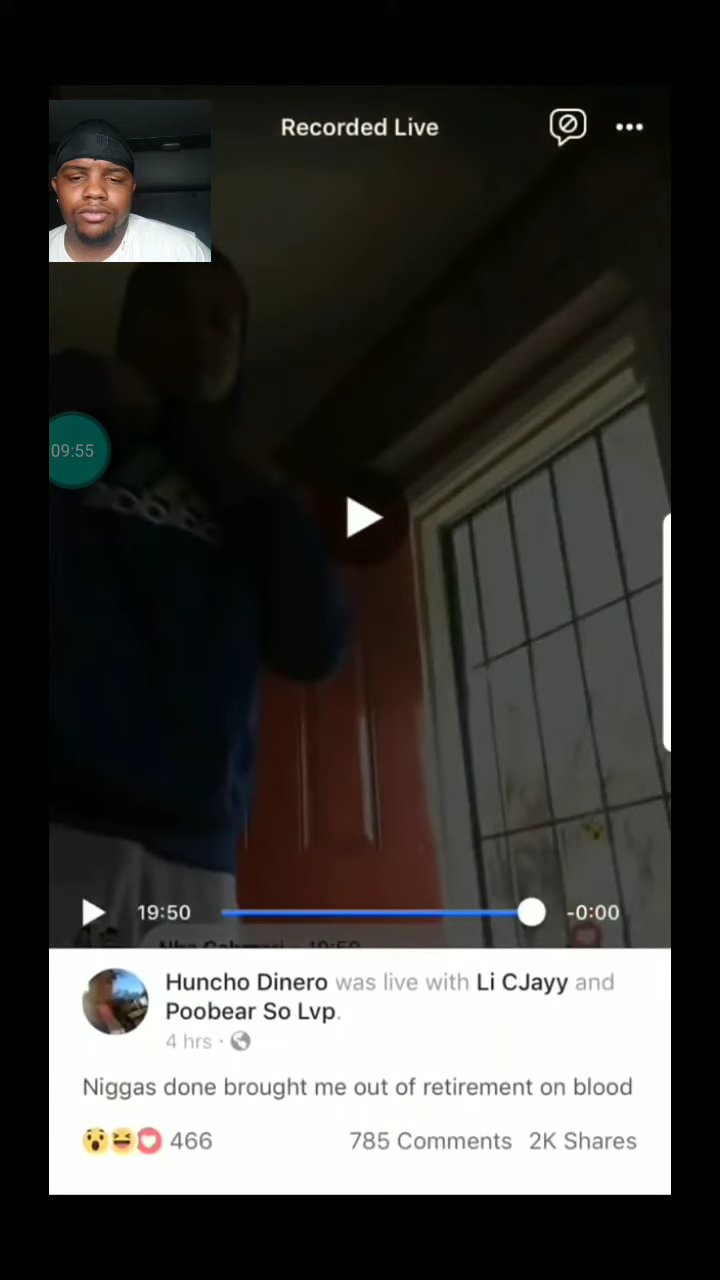 Recorded Live
09:55
adidas
19:50
-0:00
Huncho Dinero was live with Li CJayy and
Poobear So Lvp.
4 hrs ·
Niggas done brought me out of retirement on blood
466
785 Comments 2K Shares